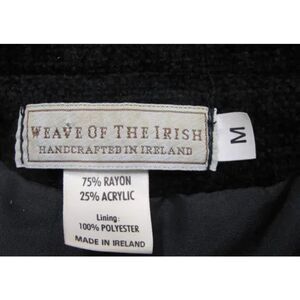 WEAVE OF THE IRISH
HANDCRAFTED IN IRELAND
M
75% RAYON
25% ACRYLIC
Lining:
100% POLYESTER
MADE IN IRELAND